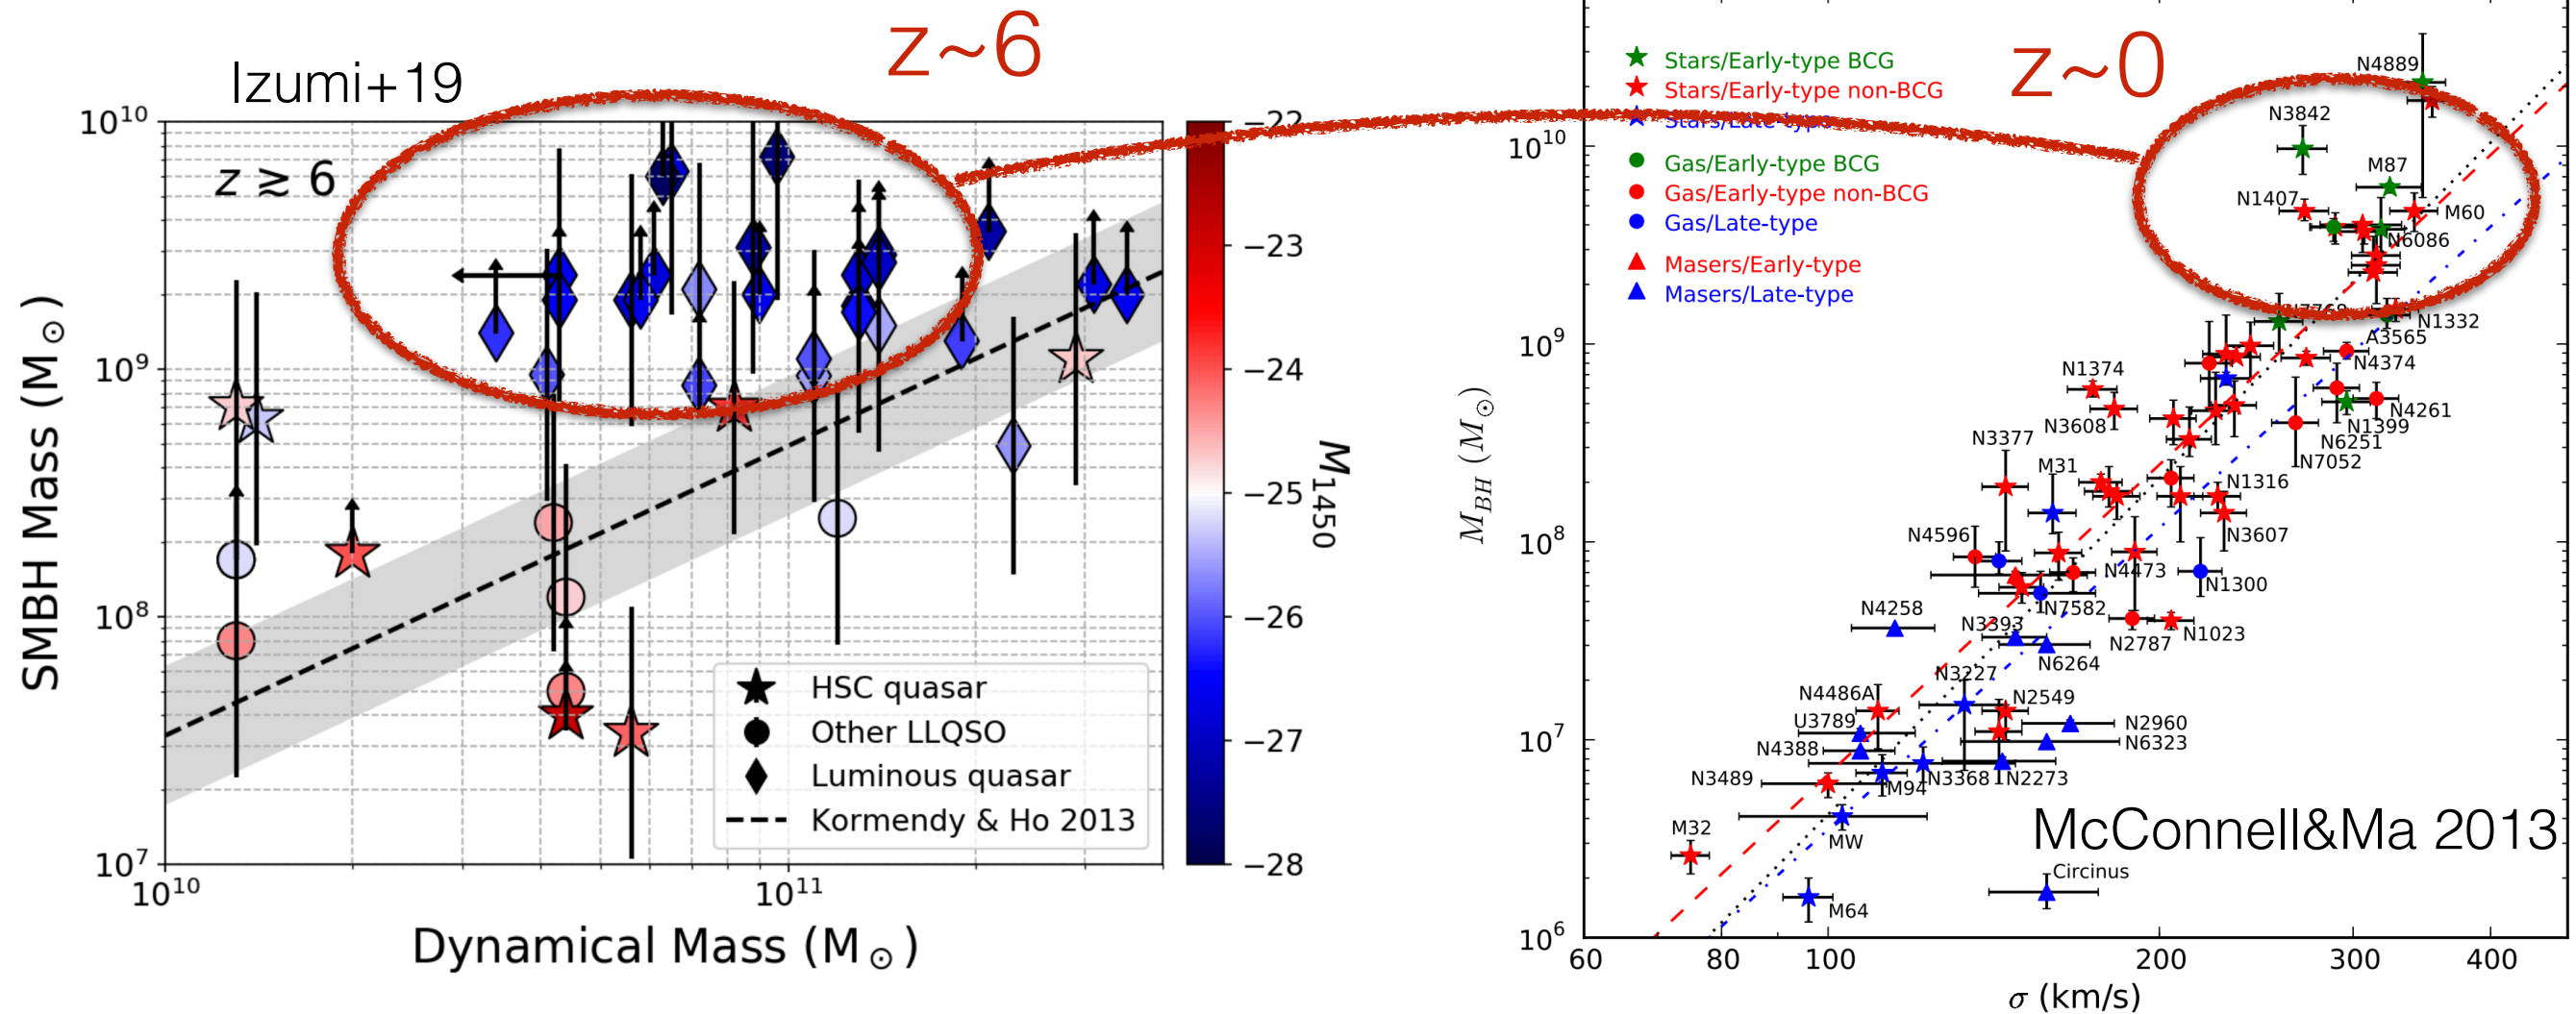 Izumi+19
z~6
z ≳ 6
10^10
10^9
10^8
10^7
SMBH Mass (M⊙)
10^10
10^11
Dynamical Mass (M⊙)
HSC quasar
Other LLQSO
Luminous quasar
Kormendy & Ho 2013
−22
−23
−24
−25
−26
−27
−28
M1450
z~0
Stars/Early-type BCG
Stars/Early-type non-BCG
Stars/Late-type
Gas/Early-type BCG
Gas/Early-type non-BCG
Gas/Late-type
Masers/Early-type
Masers/Late-type
10^10
10^9
10^8
10^7
10^6
M_BH (M⊙)
N4889
N3842
M87
N1407
M60
N6086
N7768
N1332
A3565
N4374
N1374
N4261
N3608
N1399
N6251
N7052
N3377
M31
N1316
N3607
N4596
N4473
N1300
N7582
N4258
N3393
N2787
N1023
N6264
N3227
N4486A
N2549
U3789
N2960
N4388
N6323
N3489
M94
N3368
N2273
M32
MW
McConnell&Ma 2013
Circinus
M64
60
80
100
200
300
400
σ (km/s)